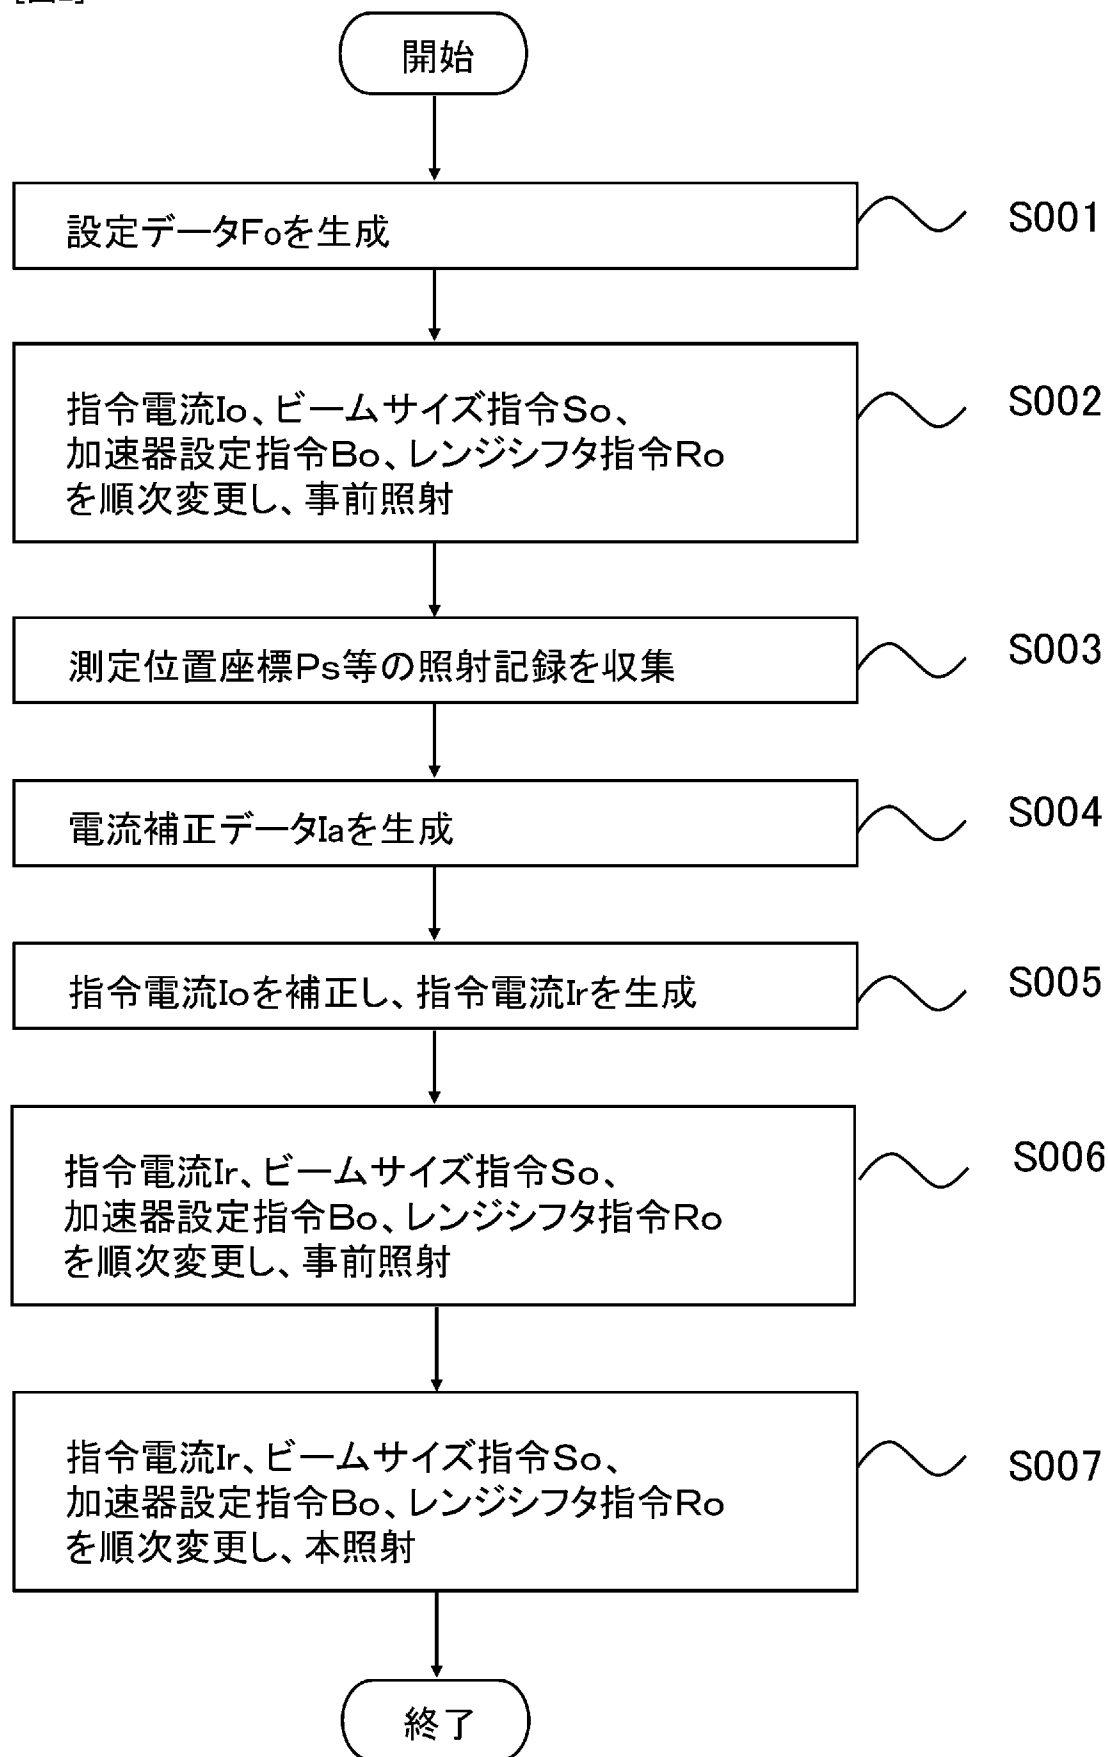 開始
設定データFoを生成
S001
指令電流Io、ビームサイズ指令So、
加速器設定指令Bo、レンジシフタ指令Ro
を順次変更し、事前照射
S002
測定位置座標Ps等の照射記録を収集
S003
電流補正データIaを生成
S004
指令電流Ioを補正し、指令電流Irを生成
S005
指令電流Ir、ビームサイズ指令So、
加速器設定指令Bo、レンジシフタ指令Ro
を順次変更し、事前照射
S006
指令電流Ir、ビームサイズ指令So、
加速器設定指令Bo、レンジシフタ指令Ro
を順次変更し、本照射
S007
終了